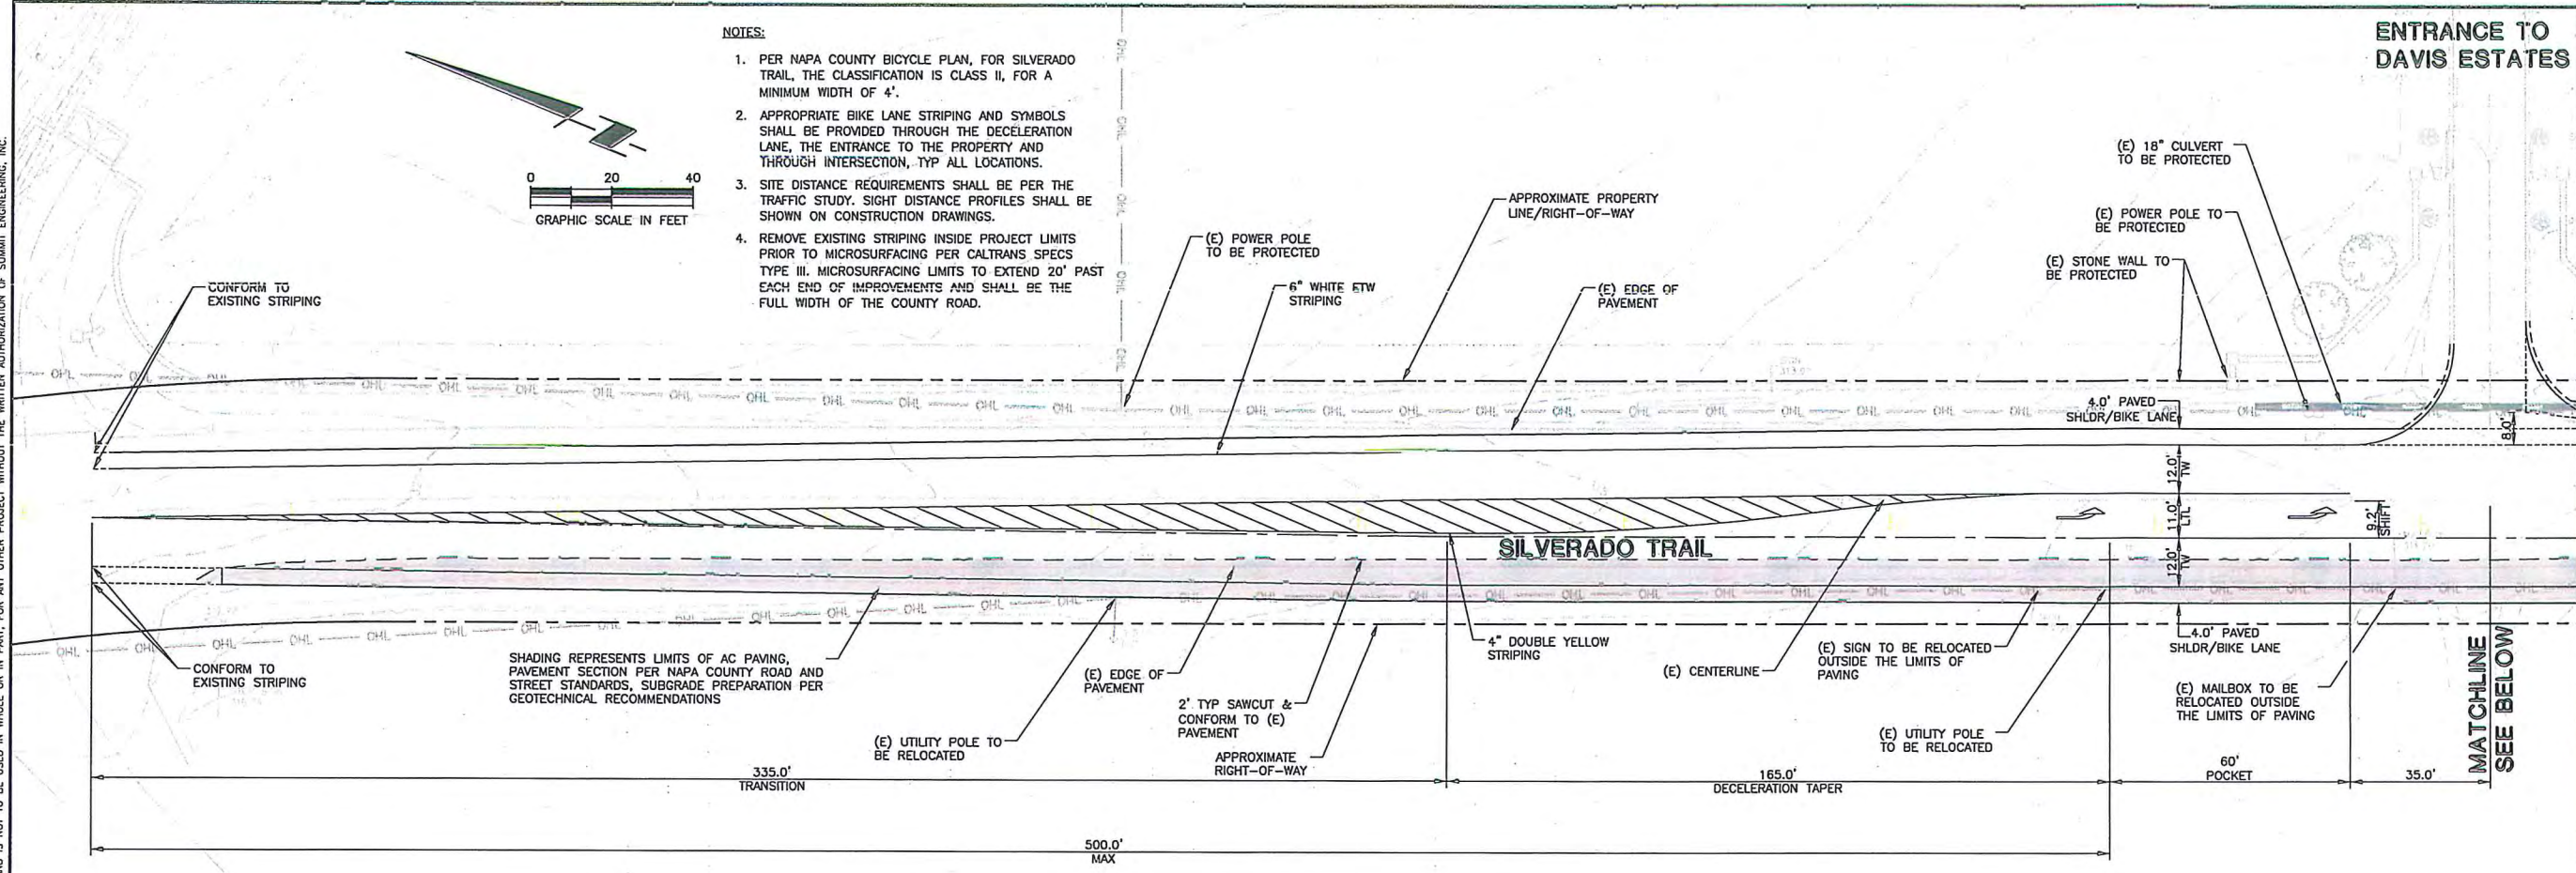 ENTRANCE TO
DAVIS ESTATES
NOTES:
1. PER NAPA COUNTY BICYCLE PLAN, FOR SILVERADO
TRAIL, THE CLASSIFICATION IS CLASS II, FOR A
MINIMUM WIDTH OF 4'.
2. APPROPRIATE BIKE LANE STRIPING AND SYMBOLS
SHALL BE PROVIDED THROUGH THE DECELERATION
LANE, THE ENTRANCE TO THE PROPERTY AND
THROUGH INTERSECTION, TYP ALL LOCATIONS.
3. SITE DISTANCE REQUIREMENTS SHALL BE PER THE
TRAFFIC STUDY. SIGHT DISTANCE PROFILES SHALL BE
SHOWN ON CONSTRUCTION DRAWINGS.
4. REMOVE EXISTING STRIPING INSIDE PROJECT LIMITS
PRIOR TO MICROSURFACING PER CALTRANS SPECS
TYPE III. MICROSURFACING LIMITS TO EXTEND 20' PAST
EACH END OF IMPROVEMENTS AND SHALL BE THE
FULL WIDTH OF THE COUNTY ROAD.
0 20 40
GRAPHIC SCALE IN FEET
CONFORM TO
EXISTING STRIPING
(E) POWER POLE
TO BE PROTECTED
6" WHITE ETW
STRIPING
APPROXIMATE PROPERTY
LINE/RIGHT-OF-WAY
(E) EDGE OF
PAVEMENT
(E) 18" CULVERT
TO BE PROTECTED
(E) POWER POLE TO
BE PROTECTED
(E) STONE WALL TO
BE PROTECTED
4.0' PAVED
SHLDR/BIKE LANE
8.0'
12.0'
TW
11.0'
LTL
9.2'
SHIFT
12.0'
TW
SILVERADO TRAIL
4.0' PAVED
SHLDR/BIKE LANE
CONFORM TO
EXISTING STRIPING
SHADING REPRESENTS LIMITS OF AC PAVING,
PAVEMENT SECTION PER NAPA COUNTY ROAD AND
STREET STANDARDS, SUBGRADE PREPARATION PER
GEOTECHNICAL RECOMMENDATIONS
(E) UTILITY POLE TO
BE RELOCATED
(E) EDGE OF
PAVEMENT
2' TYP SAWCUT &
CONFORM TO (E)
PAVEMENT
APPROXIMATE
RIGHT-OF-WAY
4" DOUBLE YELLOW
STRIPING
(E) CENTERLINE
(E) SIGN TO BE RELOCATED
OUTSIDE THE LIMITS OF
PAVING
(E) UTILITY POLE
TO BE RELOCATED
(E) MAILBOX TO BE
RELOCATED OUTSIDE
THE LIMITS OF PAVING
MATCHLINE
SEE BELOW
335.0'
TRANSITION
165.0'
DECELERATION TAPER
60'
POCKET
35.0'
500.0'
MAX